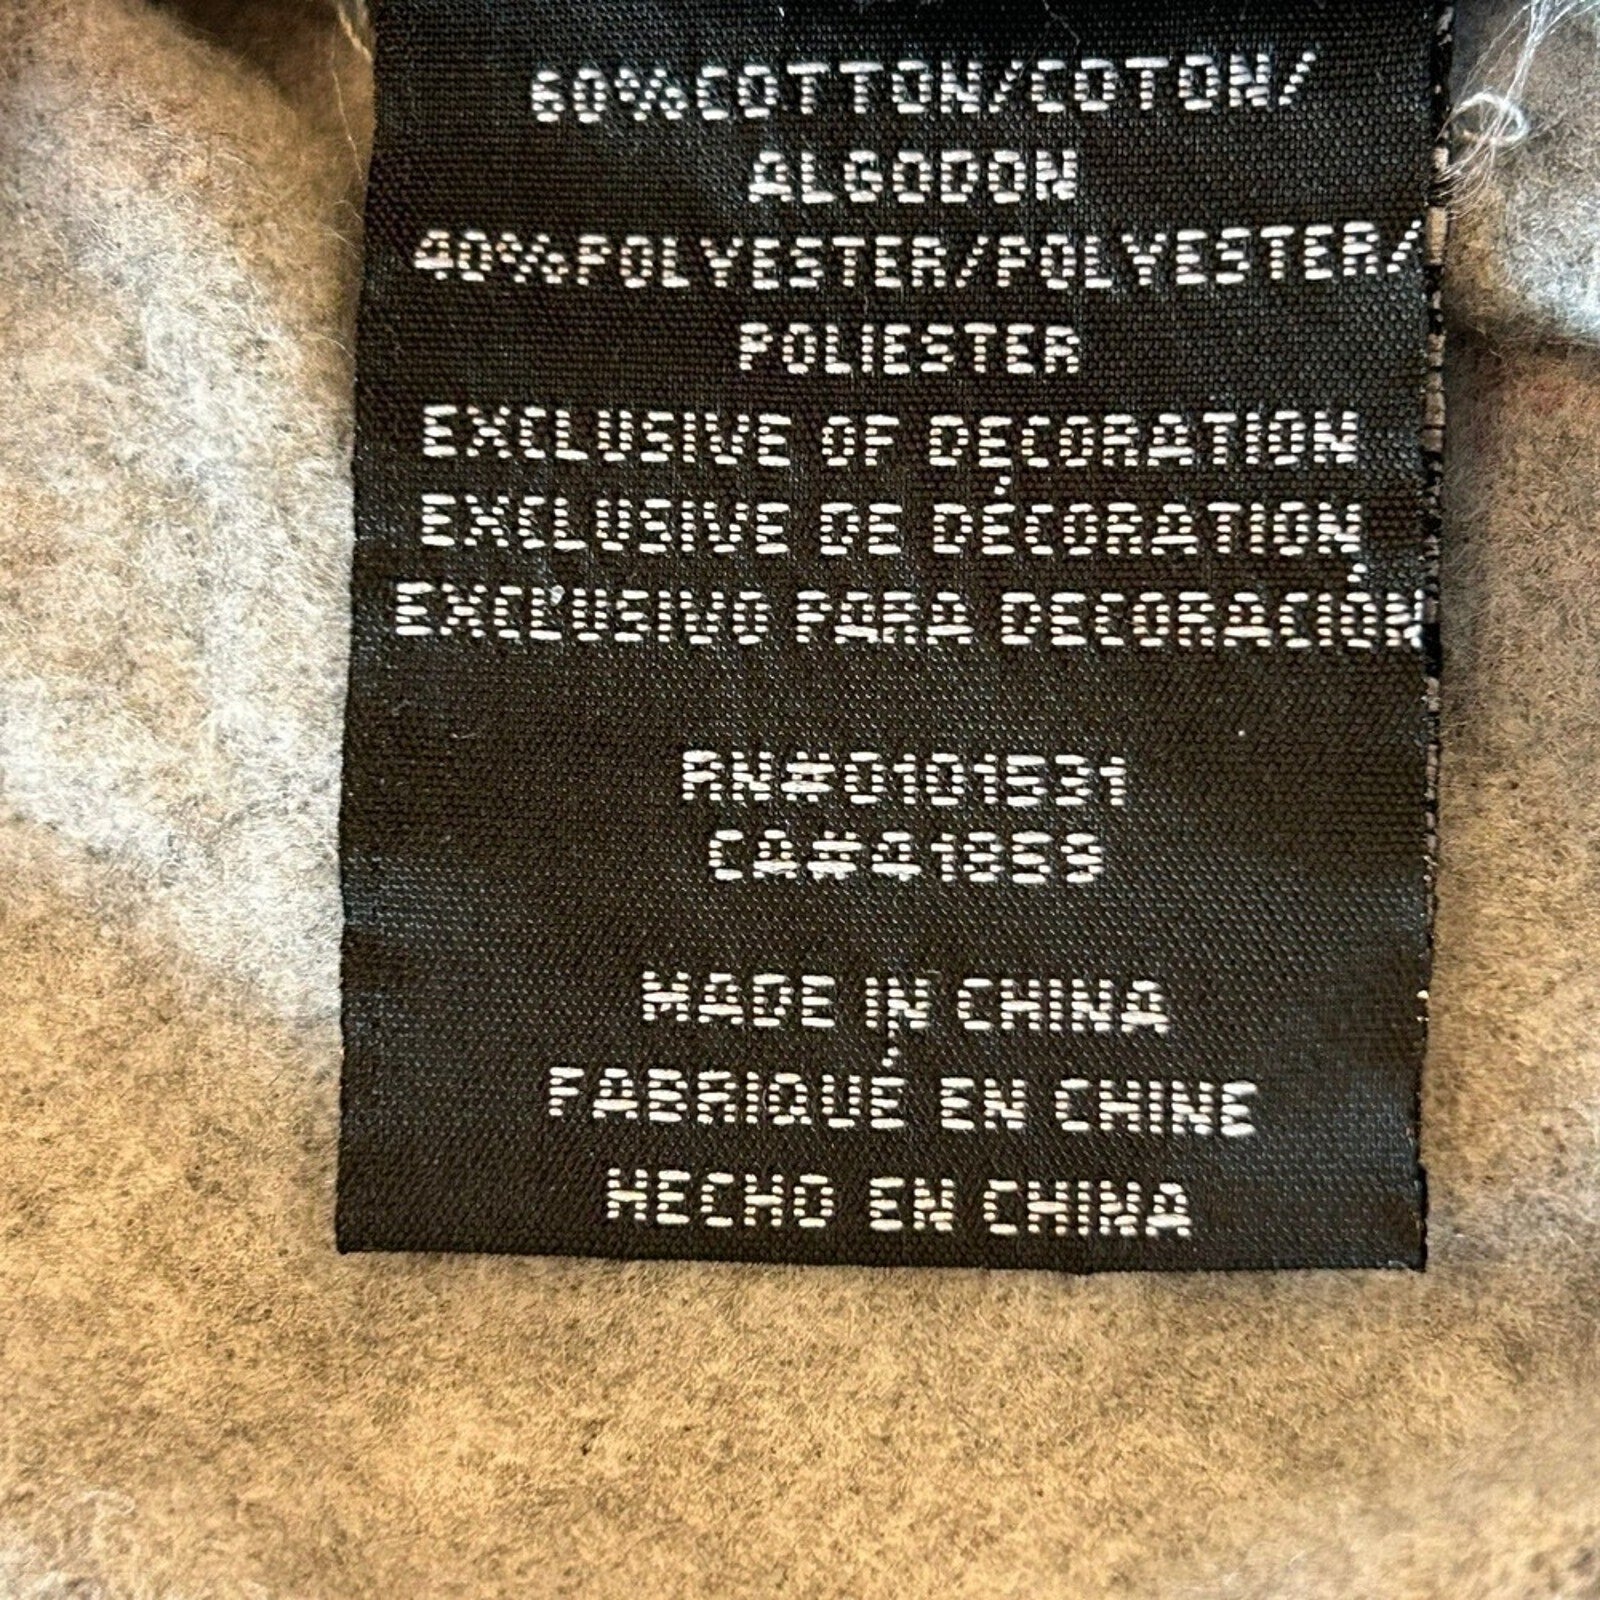 60%COTTON/COTON/
ALGODON
40%POLYESTER/POLYESTER/
POLIESTER
EXCLUSIVE OF DECORATION
EXCLUSIVE DE DÉCORATION
EXCLUSIVO PARA DECORACIÓN
RN#0101531
CA#41859
MADE IN CHINA
FABRIQUÉ EN CHINE
HECHO EN CHINA